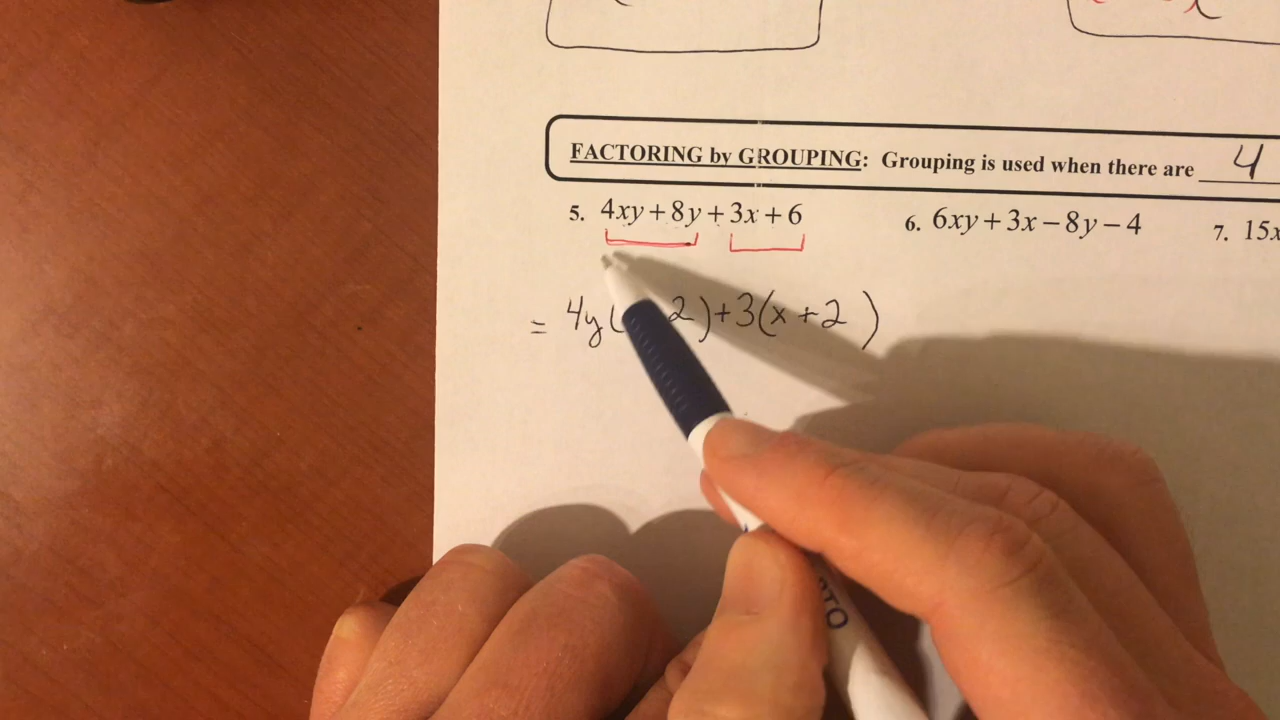 FACTORING by GROUPING: Grouping is used when there are 4
5. 4xy+8y+3x+6
6. 6xy+3x−8y−4
7. 15x
= 4y( 2)+3(x+2 )